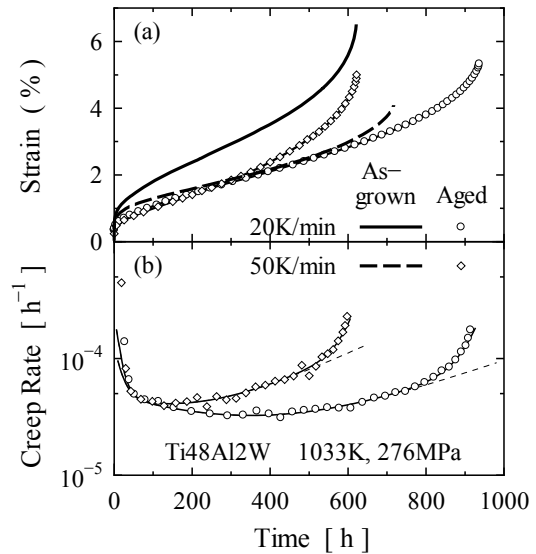 (a)
6
4
2
0
Strain ( % )
As-
grown
Aged
20K/min
50K/min
(b)
10⁻⁴
10⁻⁵
Creep Rate [ h⁻¹ ]
Ti48Al2W 1033K, 276MPa
0 200 400 600 800 1000
Time [ h ]